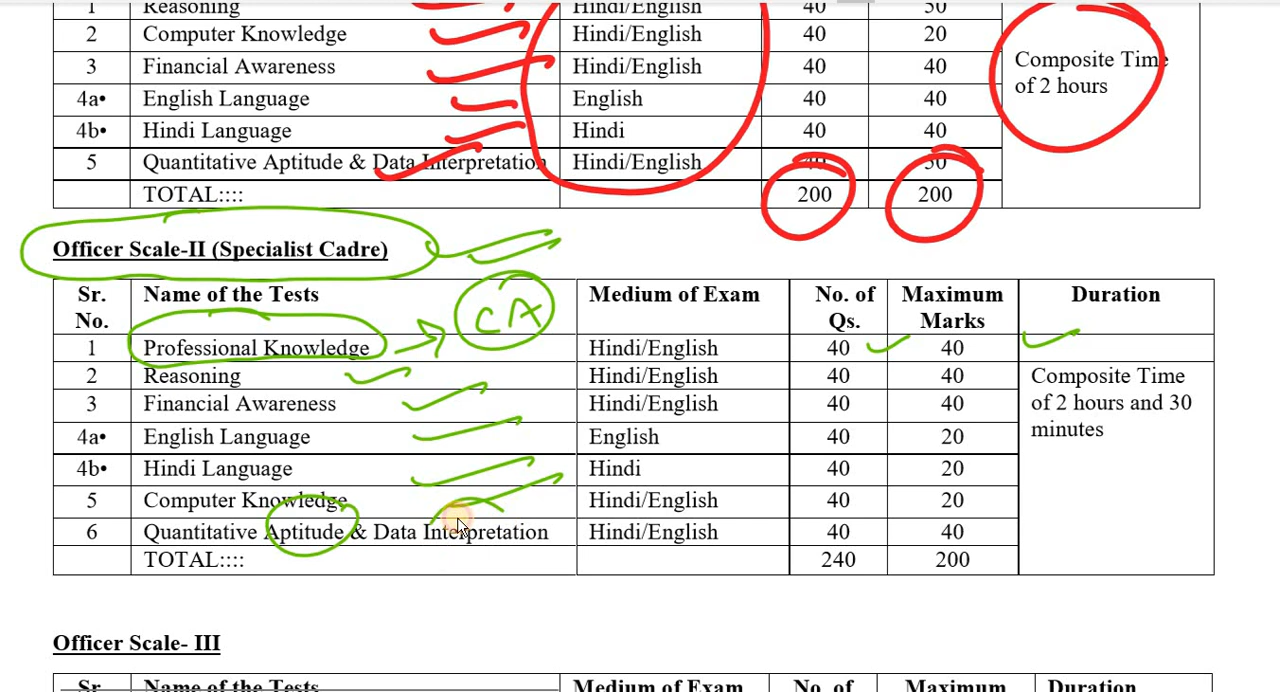 1 Reasoning Hindi/English 40 50
2 Computer Knowledge Hindi/English 40 20
3 Financial Awareness Hindi/English 40 40 Composite Time
of 2 hours
4a• English Language English 40 40
4b• Hindi Language Hindi 40 40
5 Quantitative Aptitude & Data Interpretation Hindi/English 40 50
TOTAL:::: 200 200
Officer Scale-II (Specialist Cadre)
Sr. No. Name of the Tests Medium of Exam No. of Qs. Maximum Marks Duration
CA
1 Professional Knowledge Hindi/English 40 40
2 Reasoning Hindi/English 40 40 Composite Time
3 Financial Awareness Hindi/English 40 40 of 2 hours and 30
4a• English Language English 40 20 minutes
4b• Hindi Language Hindi 40 20
5 Computer Knowledge Hindi/English 40 20
6 Quantitative Aptitude & Data Interpretation Hindi/English 40 40
TOTAL:::: 240 200
Officer Scale- III
Sr. Name of the Tests Medium of Exam No. of Maximum Duration